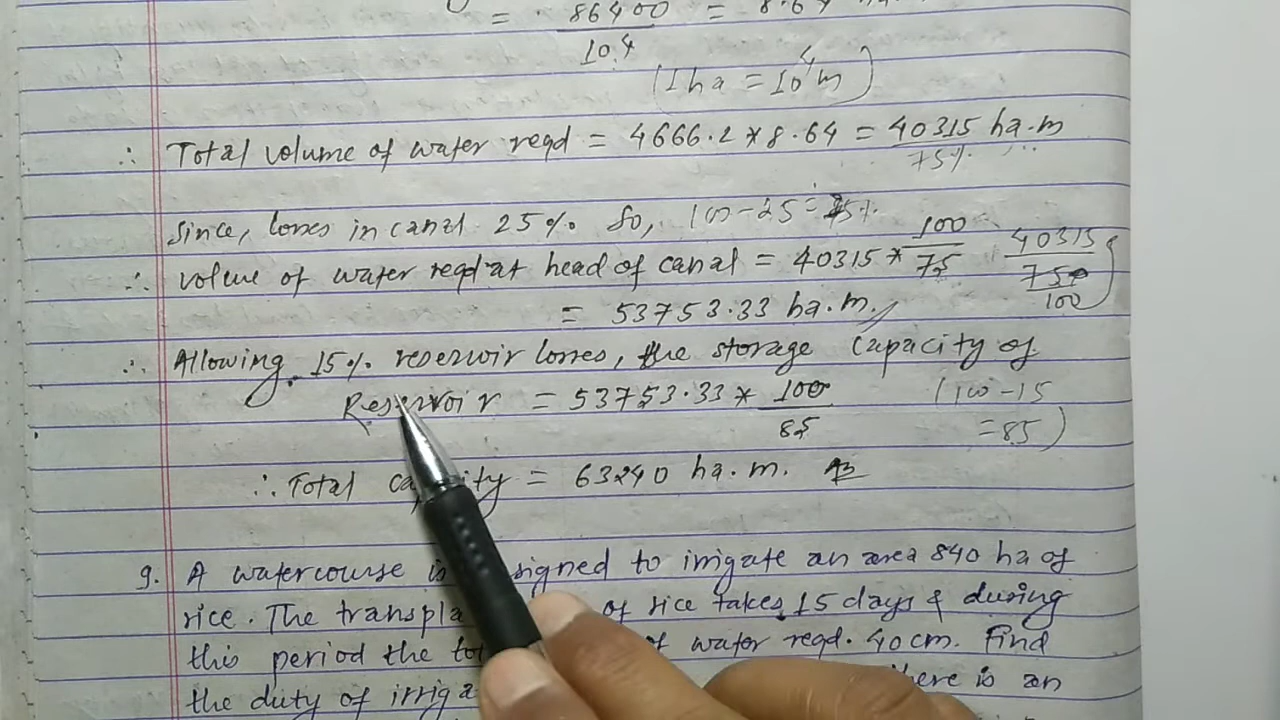 = 86400 = 8.64
10.4
(1 ha = 10⁴ m)
∴ Total volume of water reqd = 4666.2 * 8.64 = 40315 ha.m
75%.
Since, losses in canal 25% So, 100-25 = 75%.
∴ volume of water reqd at head of canal = 40315 * 100/75 40315
750
100
= 53753.33 ha.m.
∴ Allowing 15% reservoir losses, the storage capacity of
Reservoir = 53753.33 * 100/85 (100-15
=85)
∴ Total capacity = 63240 ha.m.
9. A watercourse is designed to irrigate an area 840 ha of
rice. The of rice takes 15 days & during
this period the of water reqd. 40cm. Find
the duty of is an